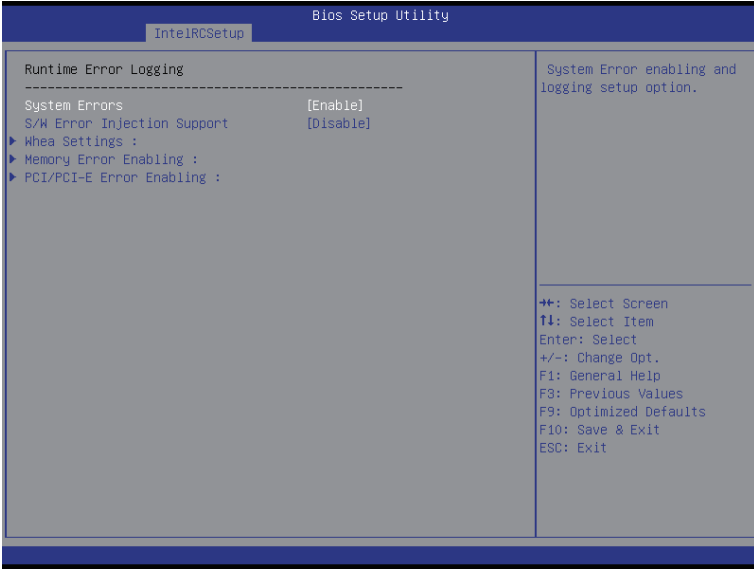 Bios Setup Utility
IntelRCSetup
Runtime Error Logging
--------------------------------------------------
System Errors [Enable]
S/W Error Injection Support [Disable]
Whea Settings :
Memory Error Enabling :
PCI/PCI-E Error Enabling :
System Error enabling and
logging setup option.
→←: Select Screen
↑↓: Select Item
Enter: Select
+/-: Change Opt.
F1: General Help
F3: Previous Values
F9: Optimized Defaults
F10: Save & Exit
ESC: Exit